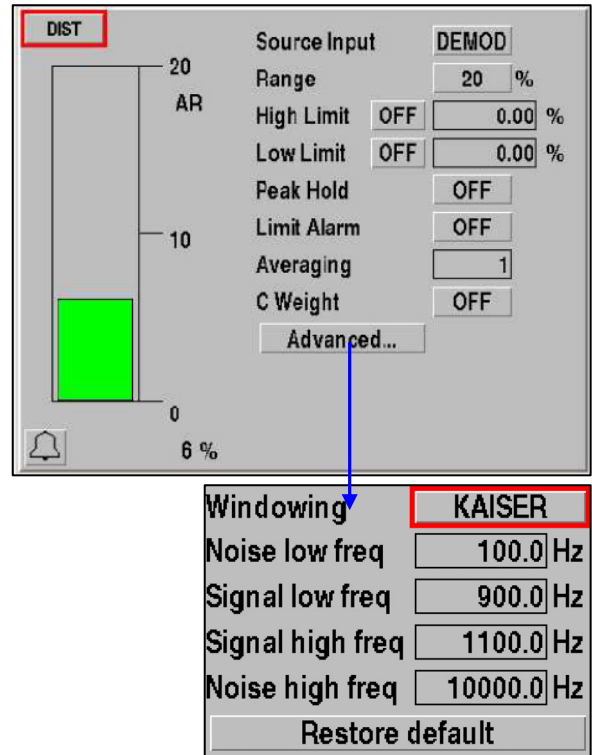 DIST
20
AR
10
0
6 %
Source Input DEMOD
Range 20 %
High Limit OFF 0.00 %
Low Limit OFF 0.00 %
Peak Hold OFF
Limit Alarm OFF
Averaging 1
C Weight OFF
Advanced...
Windowing KAISER
Noise low freq 100.0 Hz
Signal low freq 900.0 Hz
Signal high freq 1100.0 Hz
Noise high freq 10000.0 Hz
Restore default